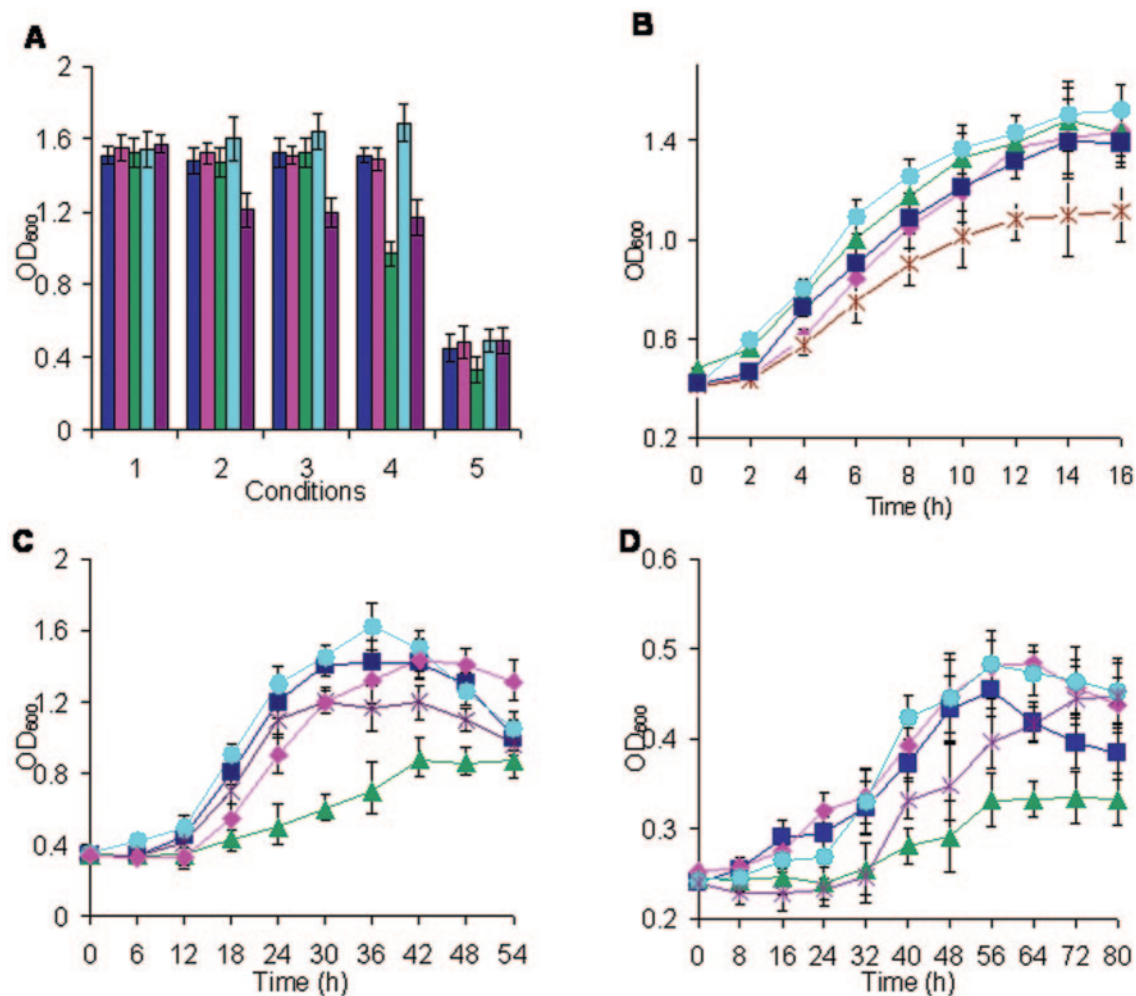 A
2
1.6
1.2
0.8
0.4
0
OD600
1 2 3 4 5
Conditions
B
1.4
1.0
0.6
0.2
OD600
0 2 4 6 8 10 12 14 16
Time (h)
C
2
1.6
1.2
0.8
0.4
0
OD600
0 6 12 18 24 30 36 42 48 54
Time (h)
D
0.6
0.5
0.4
0.3
0.2
OD600
0 8 16 24 32 40 48 56 64 72 80
Time (h)